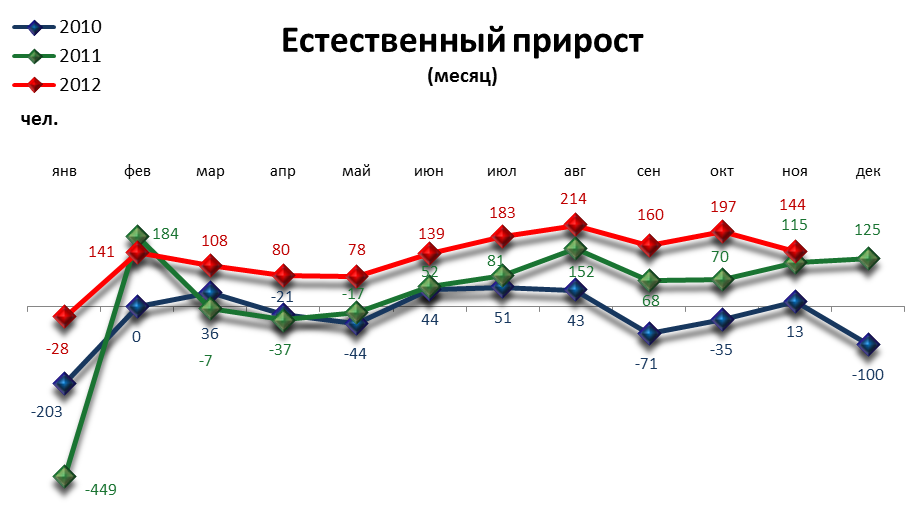 2010
2011
2012
Естественный прирост
(месяц)
чел.
янв фев мар апр май июн июл авг сен окт ноя дек
214
183 197
160 144
139
141 108 115
184 80 78 125
70
81
52 152
-21 -17
68
-28 0 36 -37 -44 44 51 43 -71 -35 13
-7
-100
-203
-449